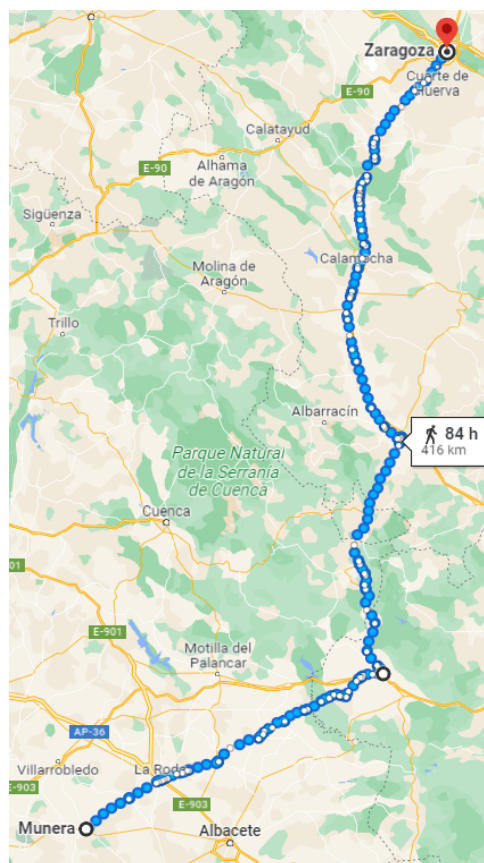 Zaragoza
Cuarte de
Huerva
E-90
Calatayud
E-90
Alhama
de Aragón
Sigüenza
Calamocha
Molina de
Aragón
Trillo
Albarracín
84 h
416 km
Parque Natural
de la Serranía
de Cuenca
Cuenca
01
E-901
Motilla del
Palancar
AP-36
Villarrobledo
La Roda
E-903
E-903
Munera
Albacete